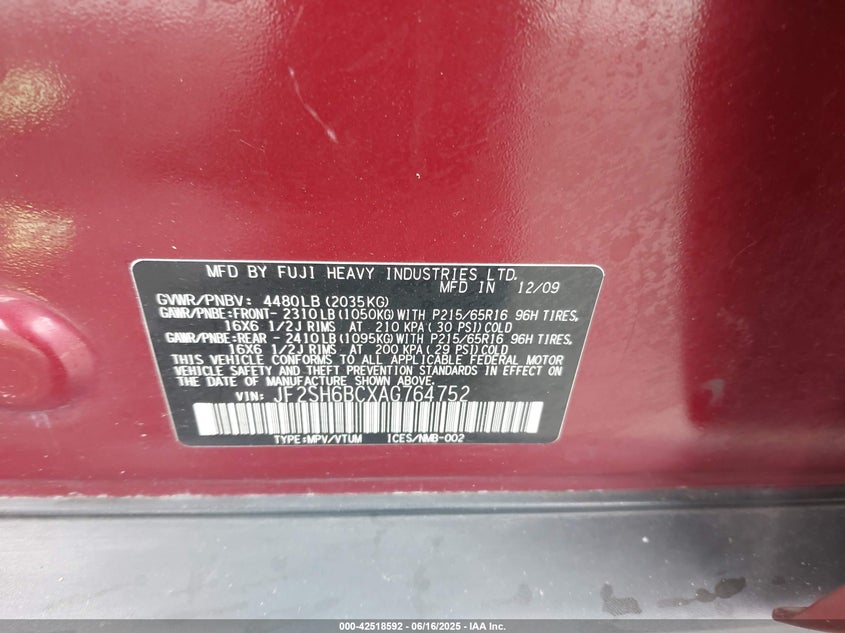 MFD BY FUJI HEAVY INDUSTRIES LTD.
MFD IN 12/09
GVWR/PNBV: 4480LB(2035KG)
GAWR/PNBE:FRONT- 2310LB(1050KG)WITH P215/65R16 96H TIRES,
16X6 1/2J RIMS AT 210 KPA(30 PSI)COLD
GAWR/PNBE:REAR - 2410LB(1095KG)WITH P215/65R16 96H TIRES,
16X6 1/2J RIMS AT 200 KPA(29 PSI)COLD
THIS VEHICLE CONFORMS TO ALL APPLICABLE FEDERAL MOTOR
VEHICLE SAFETY AND THEFT PREVENTION STANDARDS IN EFFECT ON
THE DATE OF MANUFACTURE SHOWN ABOVE.
VIN: JF2SH6BCXAG764752
TYPE:MPV/VTUM ICES/NMB-002
000-42518592 - 06/16/2025 - IAA Inc.